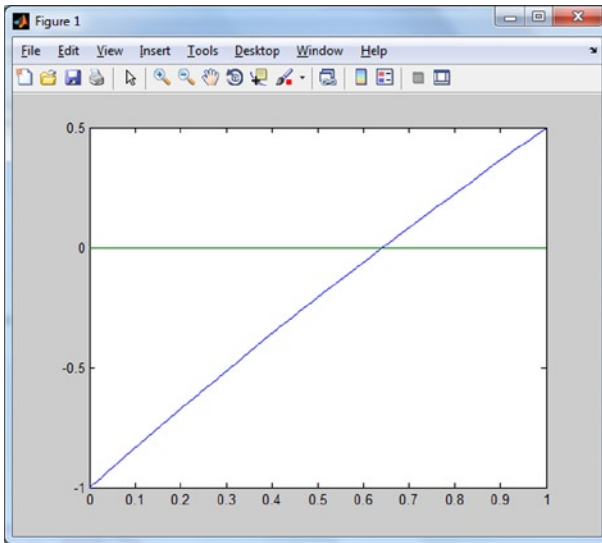 Figure 1
File Edit View Insert Tools Desktop Window Help
0.5
0
-0.5
-1
0 0.1 0.2 0.3 0.4 0.5 0.6 0.7 0.8 0.9 1